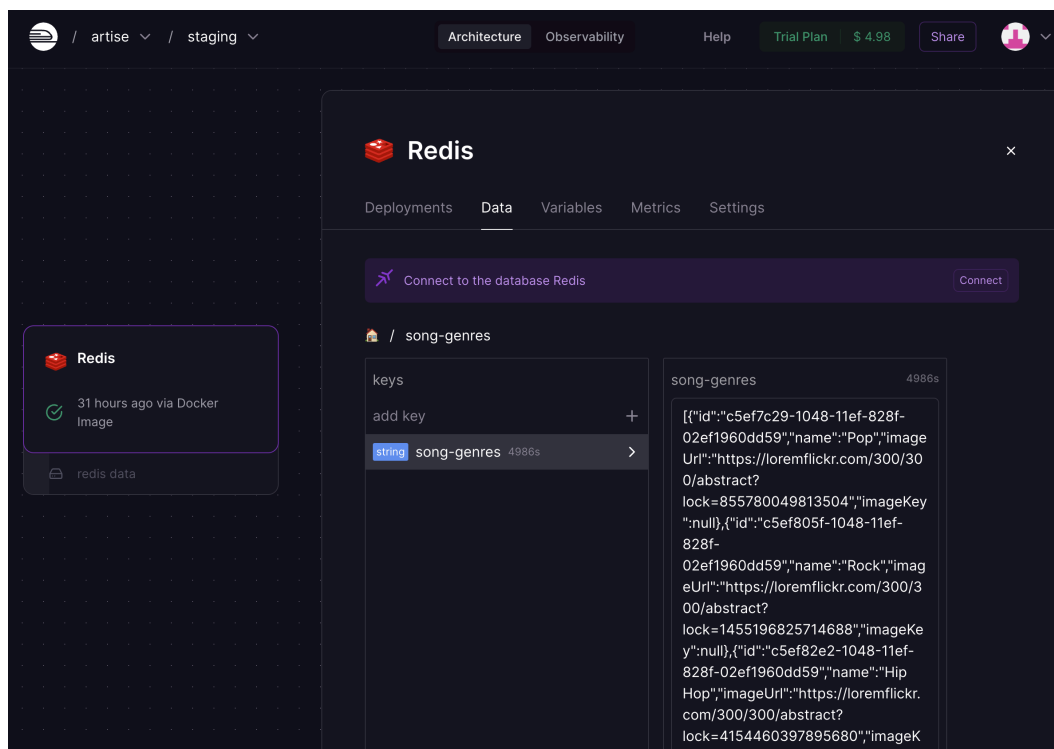 / artise / staging Architecture Observability Help Trial Plan $ 4.98 Share
Redis
Deployments Data Variables Metrics Settings
Connect to the database Redis Connect
/ song-genres
Redis
31 hours ago via Docker
Image
redis data
keys
add key
string song-genres 4986s
song-genres 4986s
[{"id":"c5ef7c29-1048-11ef-828f-
02ef1960dd59","name":"Pop","image
Url":"https://loremflickr.com/300/30
0/abstract?
lock=855780049813504","imageKey
":null},{"id":"c5ef805f-1048-11ef-
828f-
02ef1960dd59","name":"Rock","imag
eUrl":"https://loremflickr.com/300/3
00/abstract?
lock=1455196825714688","imageKe
y":null},{"id":"c5ef82e2-1048-11ef-
828f-02ef1960dd59","name":"Hip
Hop","imageUrl":"https://loremflickr.
com/300/300/abstract?
lock=4154460397895680","imageK